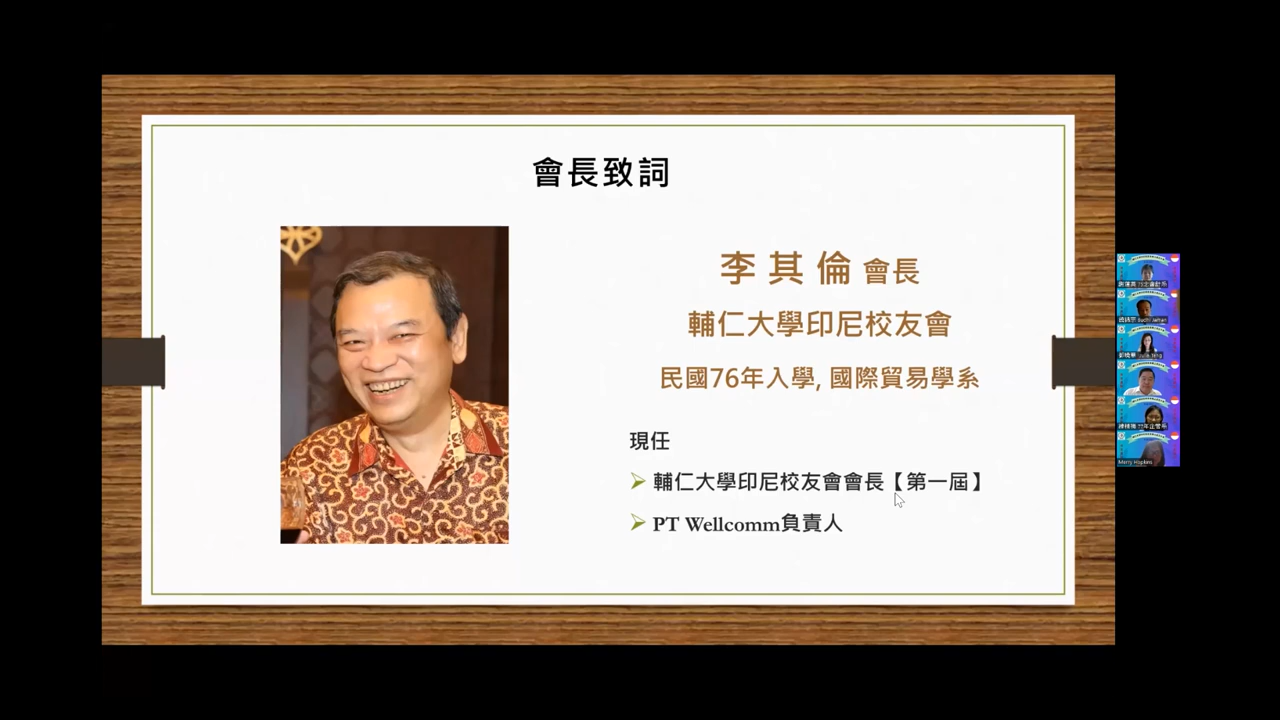 會長致詞
李其倫 會長
輔仁大學印尼校友會
民國76年入學, 國際貿易學系
現任
輔仁大學印尼校友會會長【第一屆】
PT Wellcomm負責人
Merry Hopkins